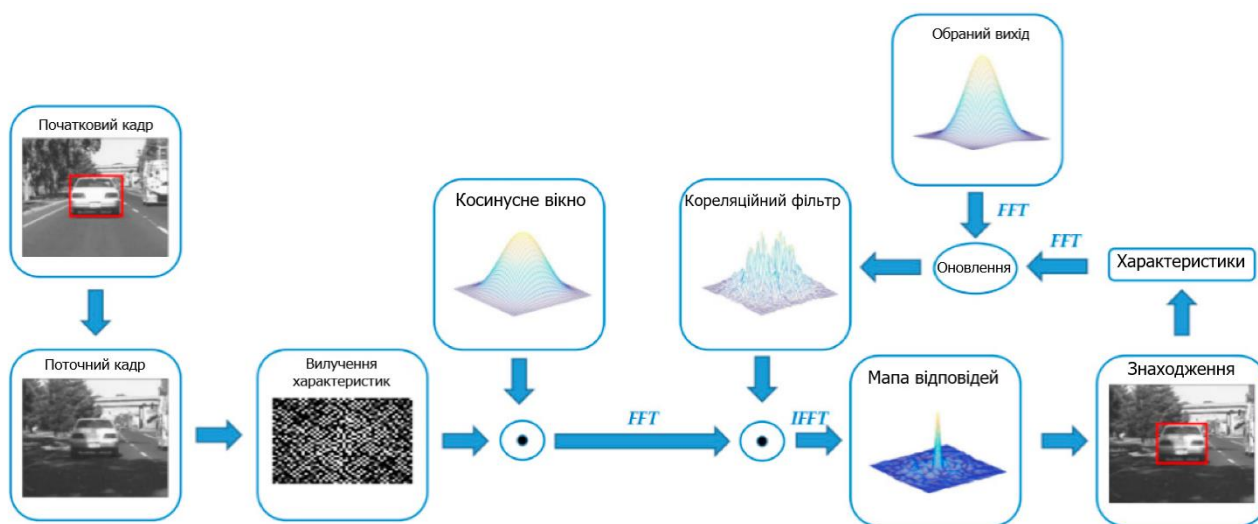 Обраний вихід
Початковий кадр
Косинусне вікно
Кореляційний фільтр
FFT
FFT
Оновлення
Характеристики
Поточний кадр
Вилучення
характеристик
Мапа відповідей
Знаходження
FFT
IFFT